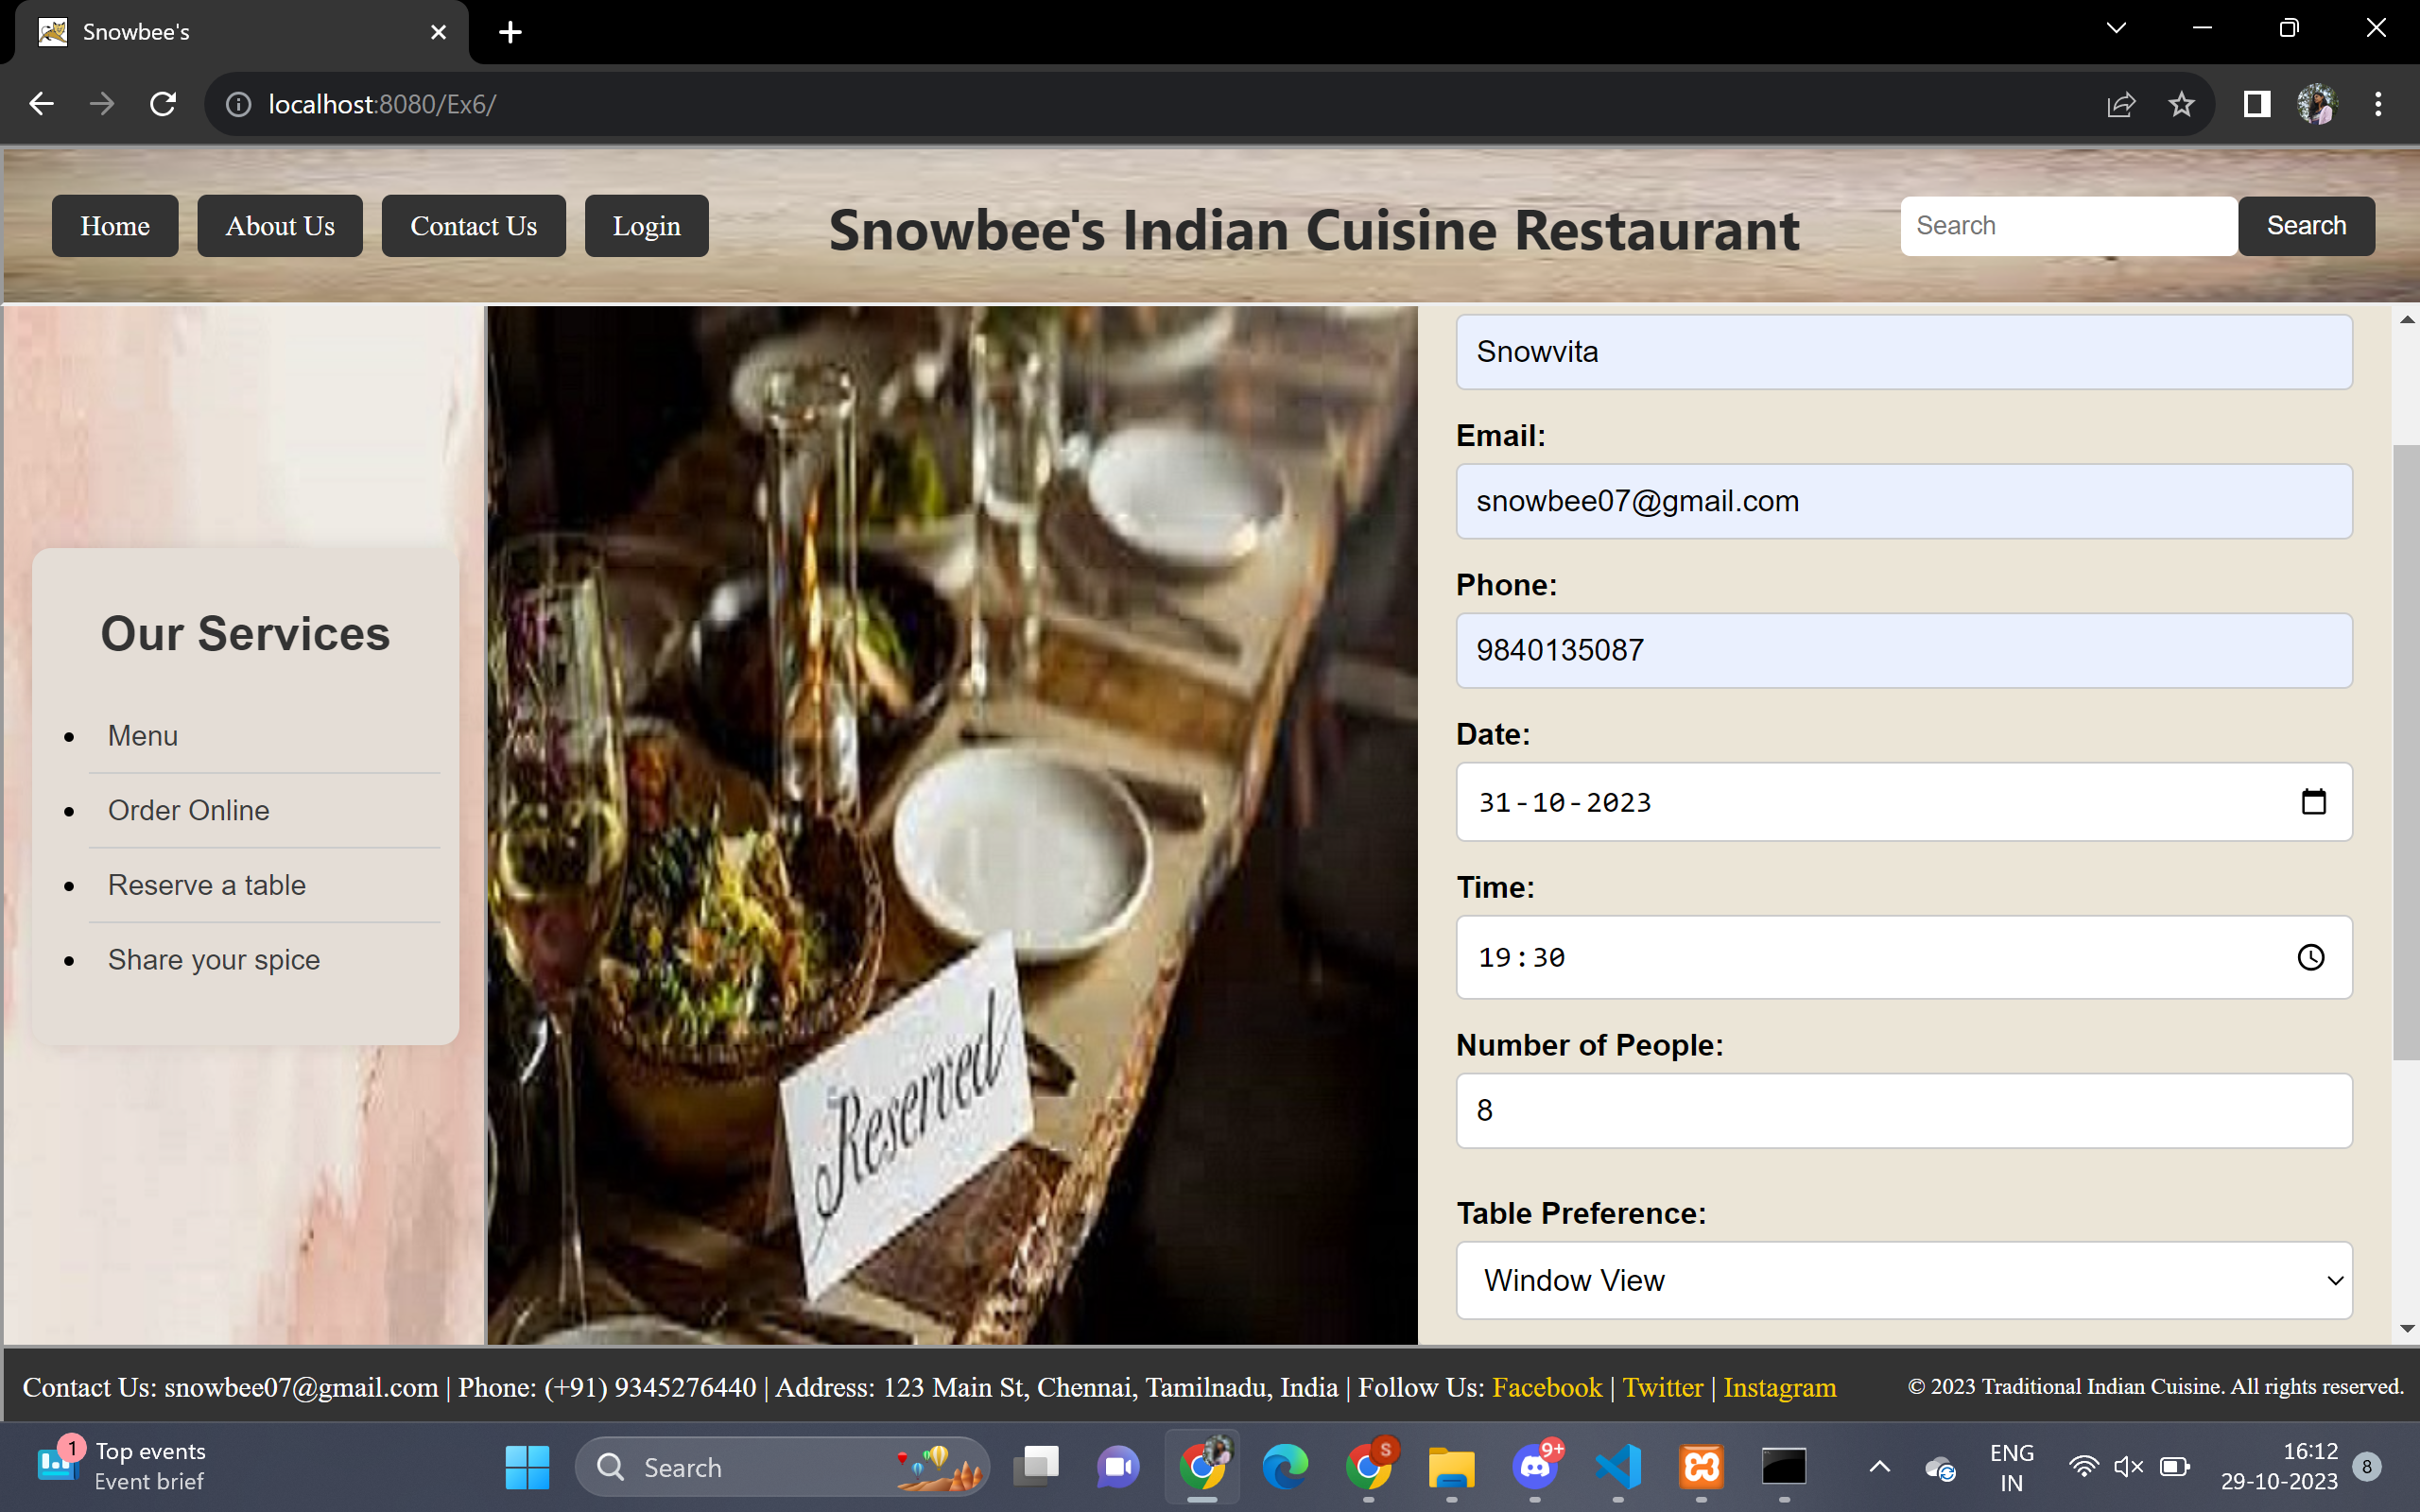 Snowbee's
localhost:8080/Ex6/
Home
About Us
Contact Us
Login
Snowbee's Indian Cuisine Restaurant
Search
Search
Our Services
Menu
Order Online
Reserve a table
Share your spice
Reserved
Snowvita
Email:
snowbee07@gmail.com
Phone:
9840135087
Date:
31-10-2023
Time:
19:30
Number of People:
8
Table Preference:
Window View
Contact Us: snowbee07@gmail.com | Phone: (+91) 9345276440 | Address: 123 Main St, Chennai, Tamilnadu, India | Follow Us: Facebook | Twitter | Instagram
© 2023 Traditional Indian Cuisine. All rights reserved.
1
Top events
Event brief
Search
S
9+
ENG
IN
16:12
29-10-2023
8